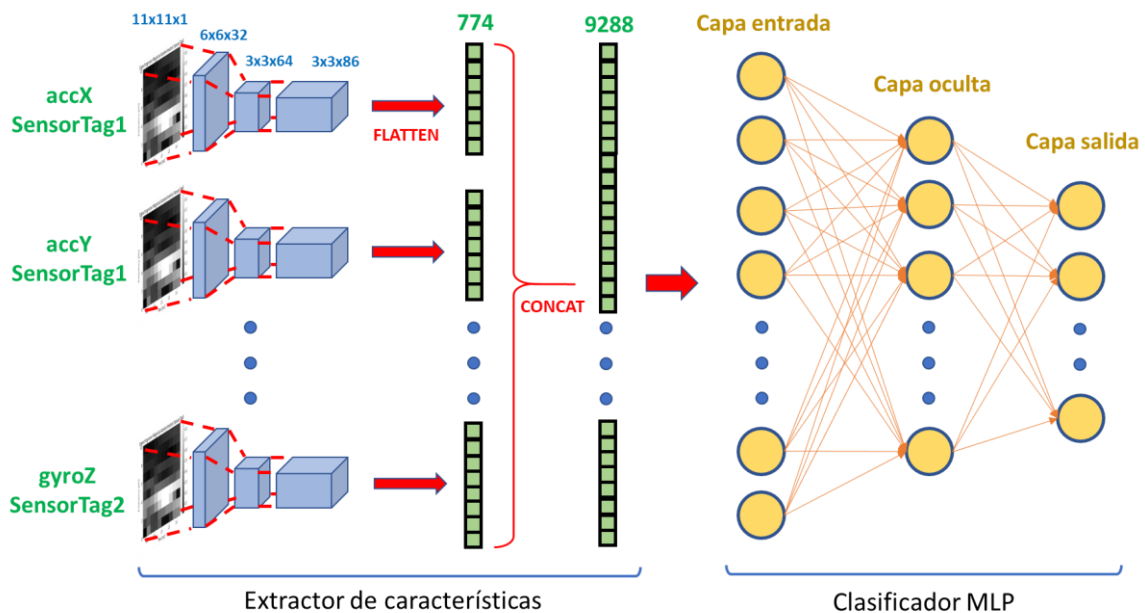 11x11x1
6x6x32
3x3x64
3x3x86
774
9288
Capa entrada
Capa oculta
Capa salida
accX
SensorTag1
FLATTEN
accY
SensorTag1
CONCAT
gyroZ
SensorTag2
Extractor de características
Clasificador MLP